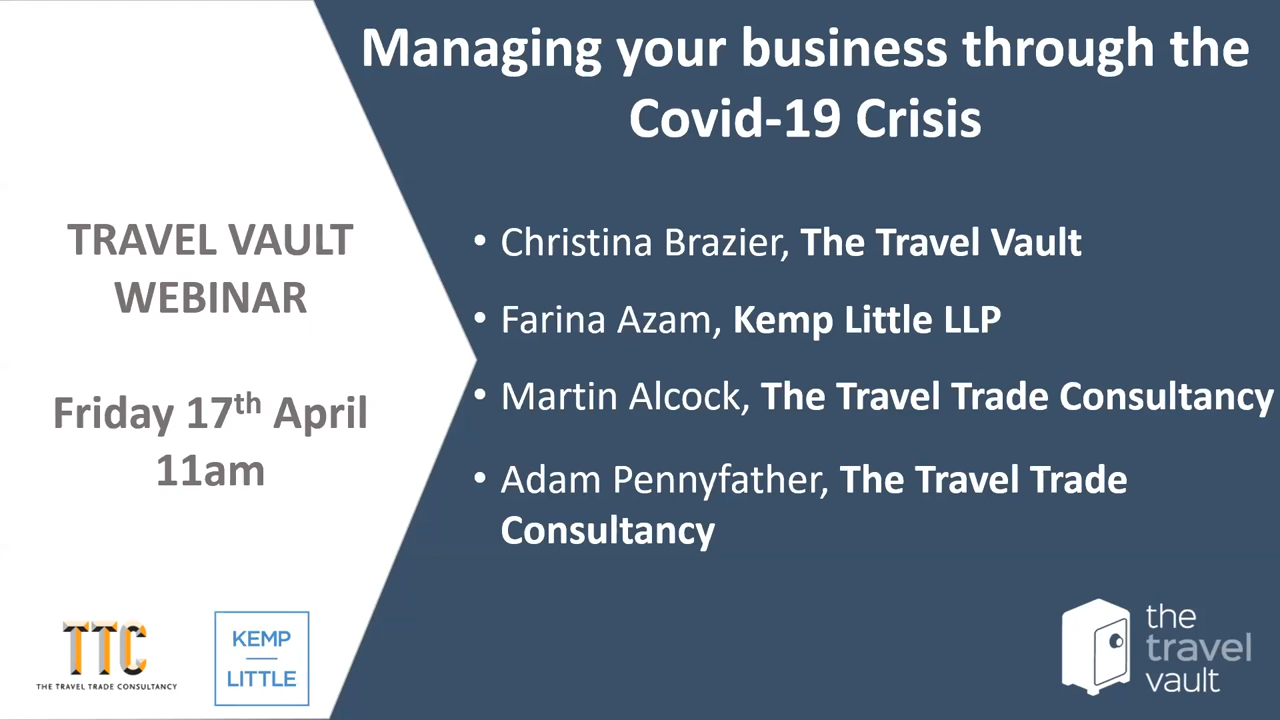 Managing your business through the
Covid-19 Crisis
TRAVEL VAULT
WEBINAR
Friday 17th April
11am
• Christina Brazier, The Travel Vault
• Farina Azam, Kemp Little LLP
• Martin Alcock, The Travel Trade Consultancy
• Adam Pennyfather, The Travel Trade
Consultancy
TTC
THE TRAVEL TRADE CONSULTANCY
KEMP
LITTLE
the
travel
vault